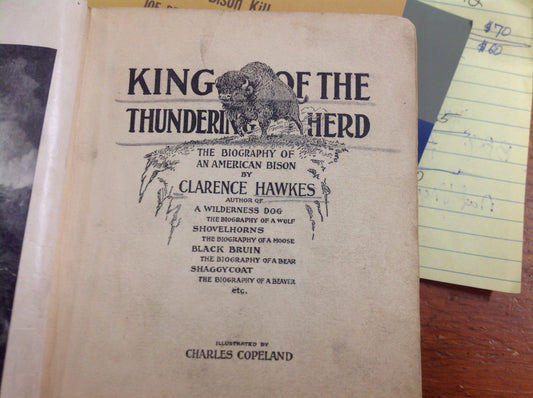 Bison Kill
KING OF THE
THUNDERING HERD
THE BIOGRAPHY OF
AN AMERICAN BISON
BY
CLARENCE HAWKES
AUTHOR OF
A WILDERNESS DOG
THE BIOGRAPHY OF A WOLF
SHOVELHORNS
THE BIOGRAPHY OF A MOOSE
BLACK BRUIN
THE BIOGRAPHY OF A BEAR
SHAGGYCOAT
THE BIOGRAPHY OF A BEAVER
etc.
ILLUSTRATED BY
CHARLES COPELAND
$70
$60